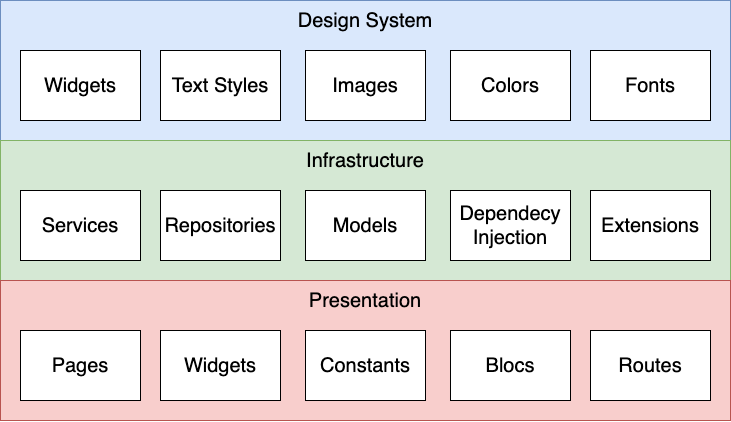 Design System
Widgets
Text Styles
Images
Colors
Fonts
Infrastructure
Services
Repositories
Models
Dependecy
Injection
Extensions
Presentation
Pages
Widgets
Constants
Blocs
Routes